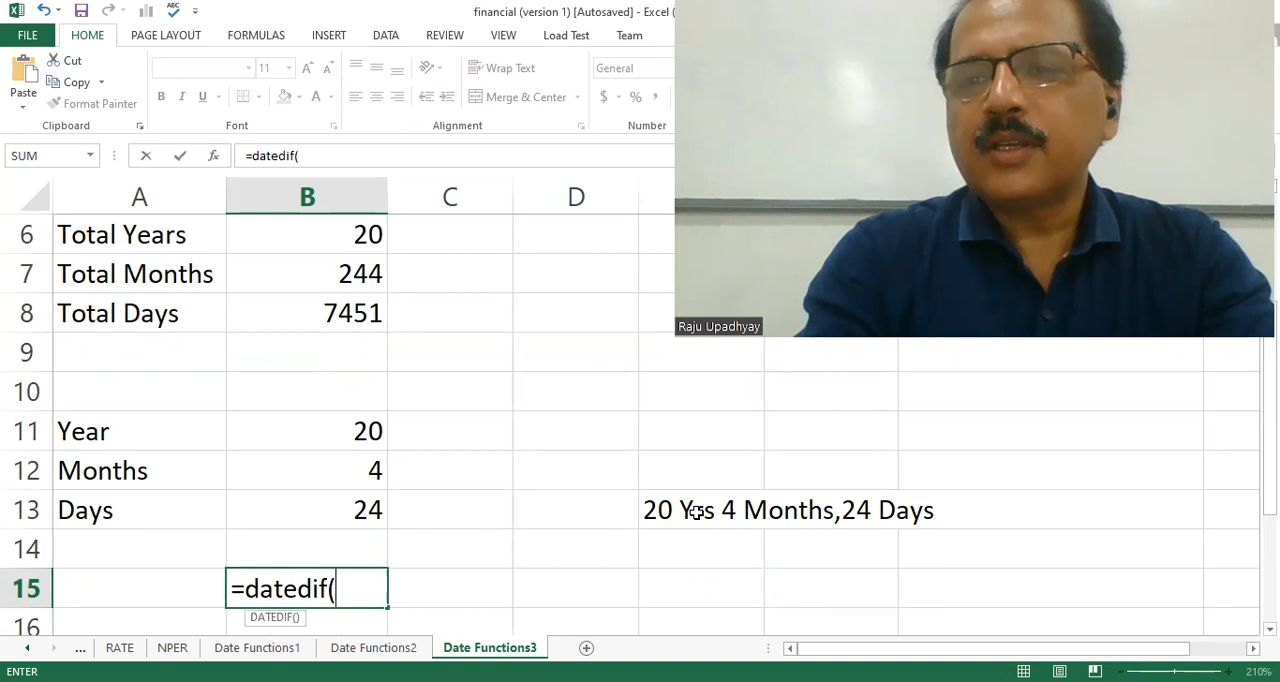 financial (version 1) [Autosaved] - Excel (
FILE HOME PAGE LAYOUT FORMULAS INSERT DATA REVIEW VIEW Load Test Team
Cut
Copy
Format Painter
Paste
11
Wrap Text
Merge & Center
General
$ % ,
B I U
Clipboard Font Alignment Number
SUM =datedif(
A B C D
6 Total Years 20
7 Total Months 244
8 Total Days 7451
9
10
11 Year 20
12 Months 4
13 Days 24 20 Yrs 4 Months,24 Days
14
15 =datedif(
DATEDIF()
16
Raju Upadhyay
... RATE NPER Date Functions1 Date Functions2 Date Functions3
ENTER 210%